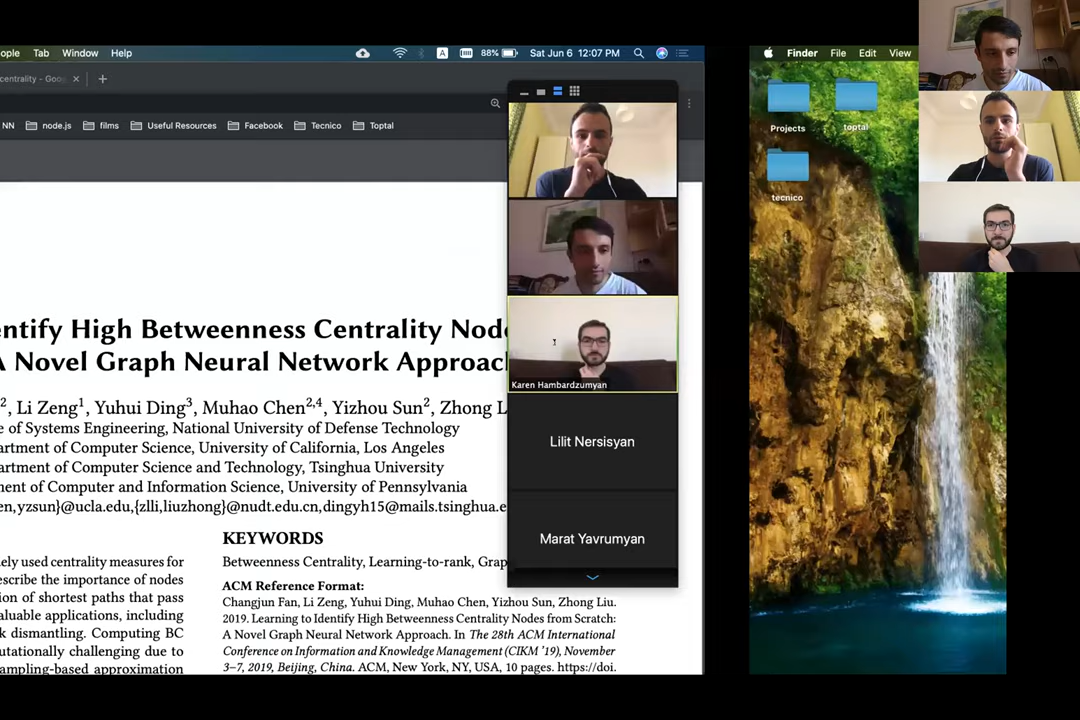 ople Tab Window Help
88% Sat Jun 6 12:07 PM
A
centrality - Goo
NN node.js films Useful Resources Facebook Tecnico Toptal
entify High Betweenness Centrality Nod
A Novel Graph Neural Network Approac
2, Li Zeng1, Yuhui Ding3, Muhao Chen2,4, Yizhou Sun2, Zhong L
e of Systems Engineering, National University of Defense Technology
artment of Computer Science, University of California, Los Angeles
artment of Computer Science and Technology, Tsinghua University
ment of Computer and Information Science, University of Pennsylvania
en,yzsun}@ucla.edu,{zlli,liuzhong}@nudt.edu.cn,dingyh15@mails.tsinghua.e
ely used centrality measures for
escribe the importance of nodes
ion of shortest paths that pass
aluable applications, including
k dismantling. Computing BC
utationally challenging due to
ampling-based approximation
KEYWORDS
Betweenness Centrality, Learning-to-rank, Grap
ACM Reference Format:
Changjun Fan, Li Zeng, Yuhui Ding, Muhao Chen, Yizhou Sun, Zhong Liu.
2019. Learning to Identify High Betweenness Centrality Nodes from Scratch:
A Novel Graph Neural Network Approach. In The 28th ACM International
Conference on Information and Knowledge Management (CIKM '19), November
3–7, 2019, Beijing, China. ACM, New York, NY, USA, 10 pages. https://doi.
Karen Hambardzumyan
Lilit Nersisyan
Marat Yavrumyan
Finder File Edit View
Projects
toptal
tecnico